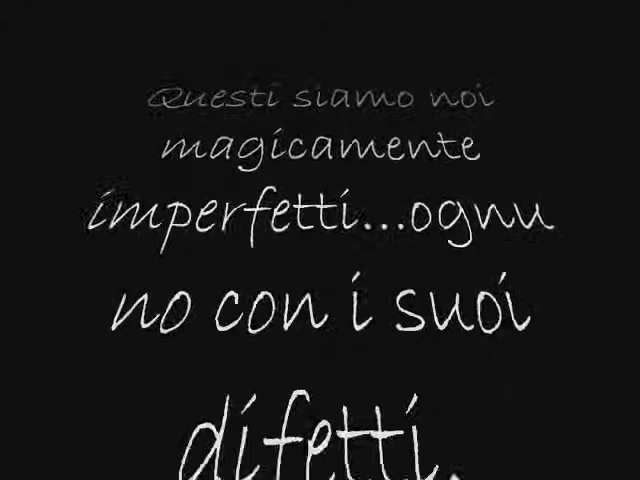 Questi siamo noi
magicamente
imperfetti...ognu
no con i suoi
difetti.